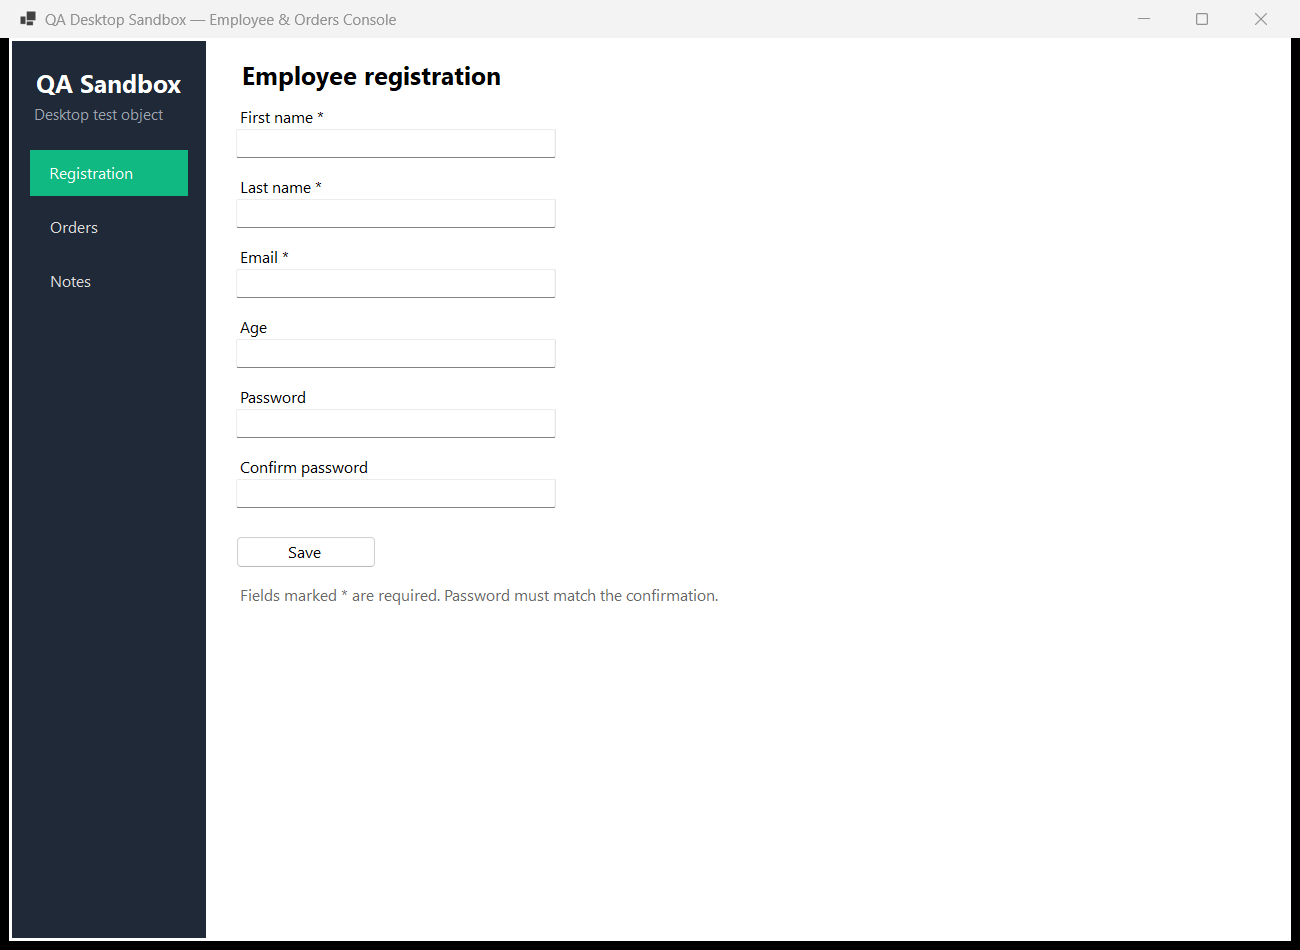 QA Desktop Sandbox — Employee & Orders Console
QA Sandbox
Desktop test object
Registration
Orders
Notes
Employee registration
First name *
Last name *
Email *
Age
Password
Confirm password
Save
Fields marked * are required. Password must match the confirmation.